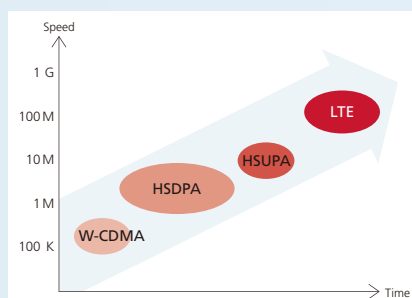 Speed
1 G
100 M
10 M
1 M
100 K
LTE
HSUPA
HSDPA
W-CDMA
Time